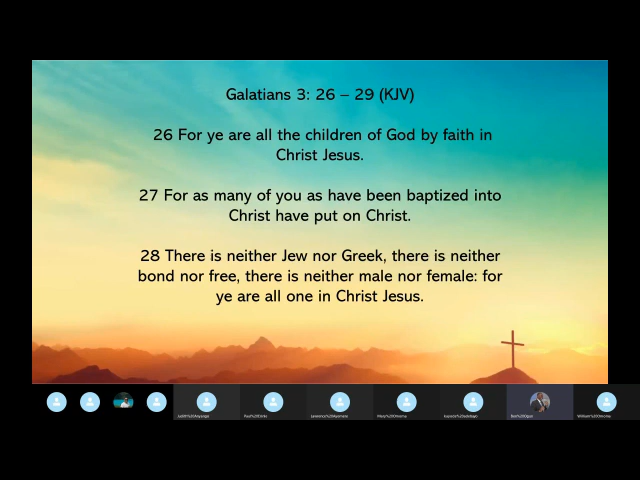 Galatians 3: 26 – 29 (KJV)
26 For ye are all the children of God by faith in
Christ Jesus.
27 For as many of you as have been baptized into
Christ have put on Christ.
28 There is neither Jew nor Greek, there is neither
bond nor free, there is neither male nor female: for
ye are all one in Christ Jesus.